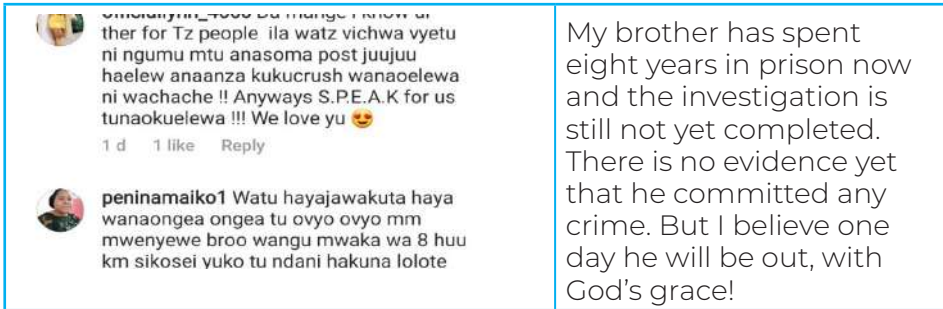 Da mange I know ur
ther for Tz people ila watz vichwa vyetu
ni ngumu mtu anasoma post juujuu
haelew anaanza kukucrush wanaoelewa
ni wachache !! Anyways S.P.E.A.K for us
tunaokuelewa !!! We love yu 😍
1 d 1 like Reply
peninamaiko1 Watu hayajawakuta haya
wanaongea ongea tu ovyo ovyo mm
mwenyewe broo wangu mwaka wa 8 huu
km sikosei yuko tu ndani hakuna lolote
My brother has spent
eight years in prison now
and the investigation is
still not yet completed.
There is no evidence yet
that he committed any
crime. But I believe one
day he will be out, with
God's grace!